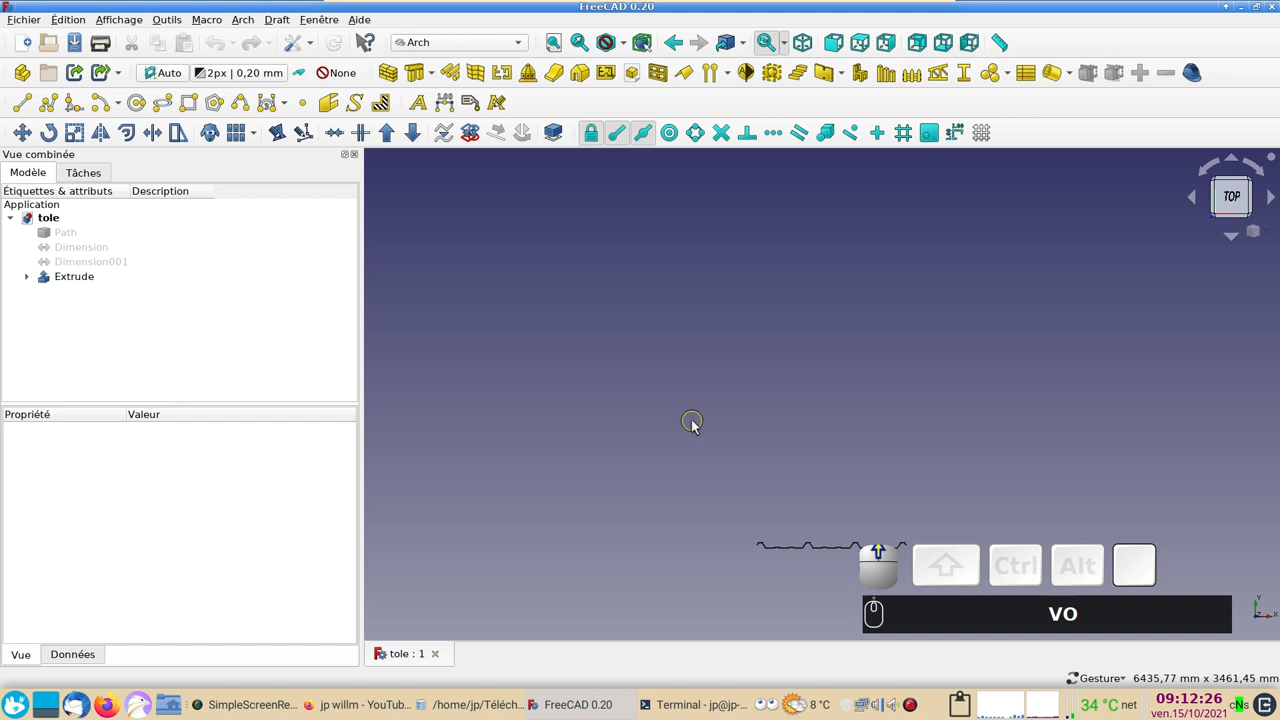 FreeCAD 0.20
Fichier Édition Affichage Outils Macro Arch Draft Fenêtre Aide
Arch
Auto 2px | 0,20 mm None
Vue combinée
Modèle Tâches
Étiquettes & attributs Description
Application
tole
Path
Dimension
Dimension001
Extrude
TOP
Propriété Valeur
Ctrl Alt
VO
Vue Données
tole : 1
Gesture 6435,77 mm x 3461,45 mm
SimpleScreenRe... jp willm - YouTub... /home/jp/Téléch... FreeCAD 0.20 Terminal - jp@jp-... 8 °C 34 °C net 09:12:26
ven.15/10/2021